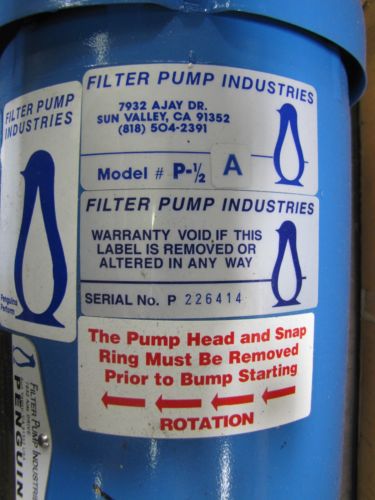 FILTER PUMP INDUSTRIES
7932 AJAY DR.
SUN VALLEY, CA 91352
(818) 504-2391
Model # P-½ A
FILTER PUMP INDUSTRIES
WARRANTY VOID IF THIS
LABEL IS REMOVED OR
ALTERED IN ANY WAY
SERIAL No. P 226414
The Pump Head and Snap
Ring Must Be Removed
Prior to Bump Starting
ROTATION
FILTER PUMP
INDUSTRIES
Penguins
Perform
FILTER PUMP INDUSTRIES
PENGUIN